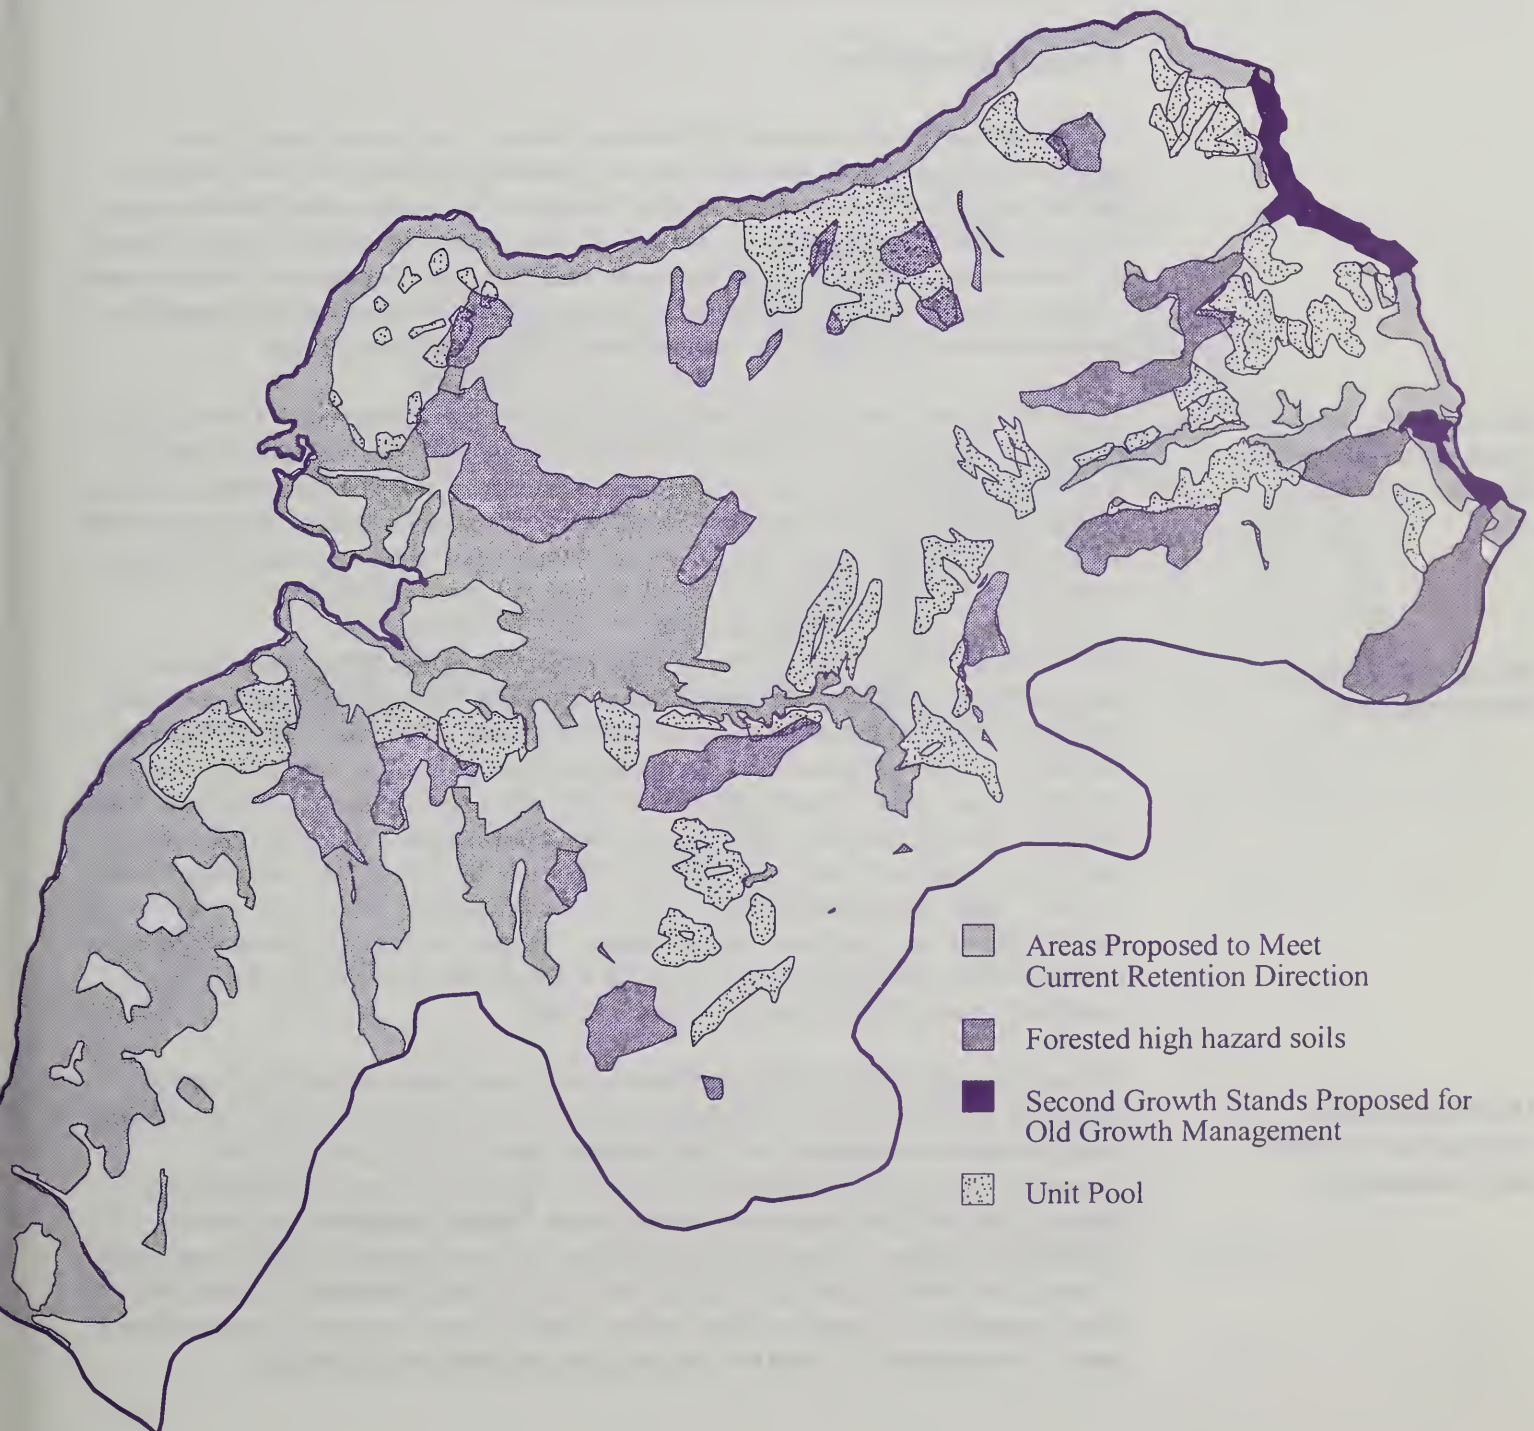 Areas Proposed to Meet
Current Retention Direction
Forested high hazard soils
Second Growth Stands Proposed for
Old Growth Management
Unit Pool